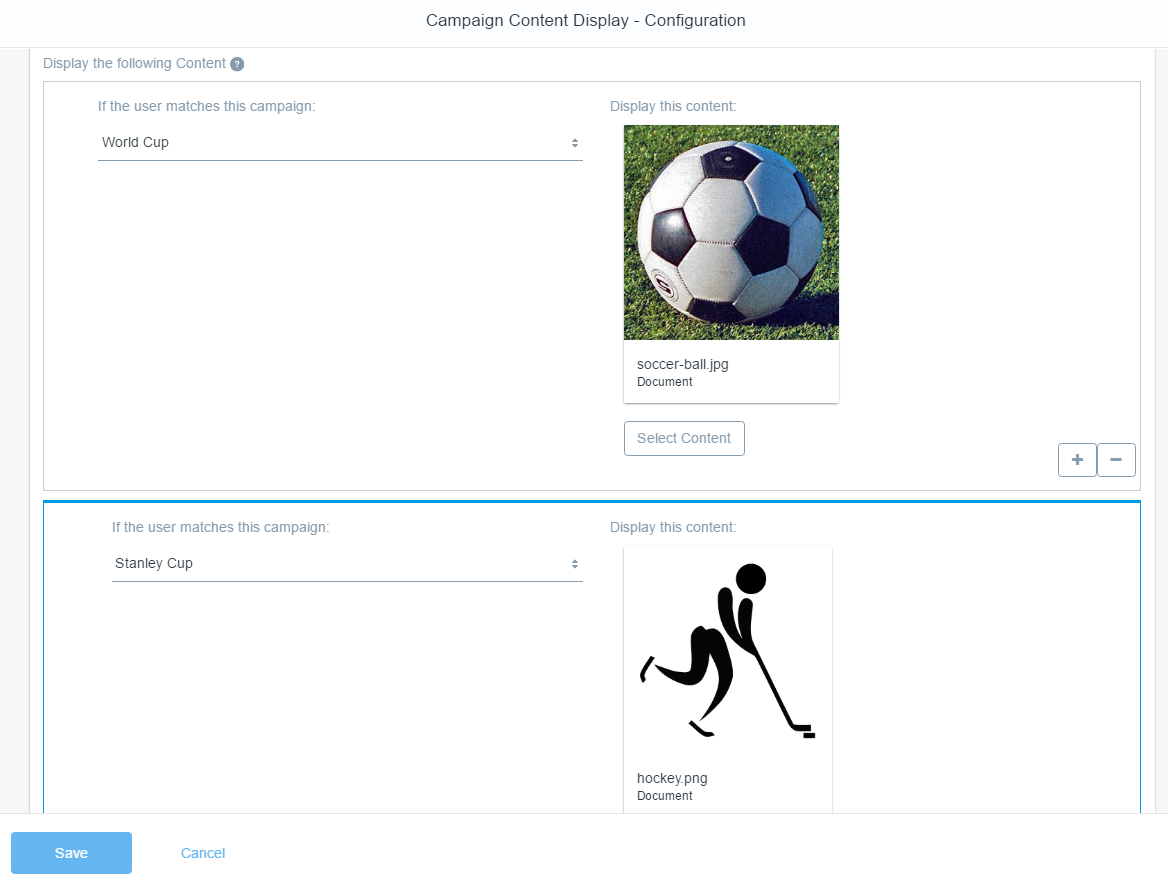 Campaign Content Display - Configuration
Display the following Content ?
If the user matches this campaign:
World Cup
Display this content:
soccer-ball.jpg
Document
Select Content
+ −
If the user matches this campaign:
Stanley Cup
Display this content:
hockey.png
Document
Save
Cancel